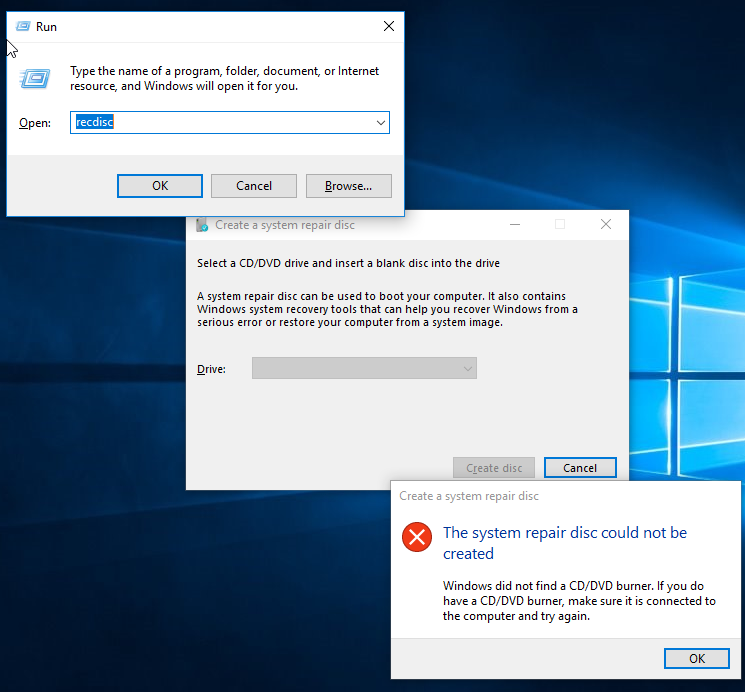 Run
Type the name of a program, folder, document, or Internet
resource, and Windows will open it for you.
Open:
recdisc
OK
Cancel
Browse...
Create a system repair disc
Select a CD/DVD drive and insert a blank disc into the drive
A system repair disc can be used to boot your computer. It also contains
Windows system recovery tools that can help you recover Windows from a
serious error or restore your computer from a system image.
Drive:
Create disc
Cancel
Create a system repair disc
The system repair disc could not be
created
Windows did not find a CD/DVD burner. If you do
have a CD/DVD burner, make sure it is connected to
the computer and try again.
OK